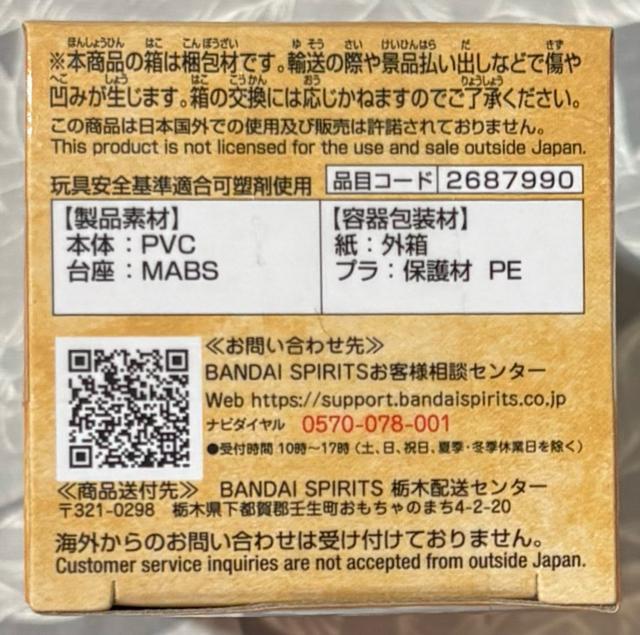 ※本商品の箱は梱包材です。輸送の際や景品払い出しなどで傷や
凹みが生じます。箱の交換には応じかねますのでご了承ください。
この商品は日本国外での使用及び販売は許諾されておりません。
This product is not licensed for the use and sale outside Japan.
玩具安全基準適合可塑剤使用 品目コード 2687990
【製品素材】
本体：PVC
台座：MABS
【容器包装材】
紙：外箱
プラ：保護材 PE
≪お問い合わせ先≫
BANDAI SPIRITSお客様相談センター
Web https://support.bandaispirits.co.jp
ナビダイヤル 0570-078-001
●受付時間 10時〜17時（土、日、祝日、夏季・冬季休業日を除く）
≪商品送付先≫ BANDAI SPIRITS 栃木配送センター
〒321-0298 栃木県下都賀郡壬生町おもちゃのまち4-2-20
海外からのお問い合わせは受け付けておりません。
Customer service inquiries are not accepted from outside Japan.